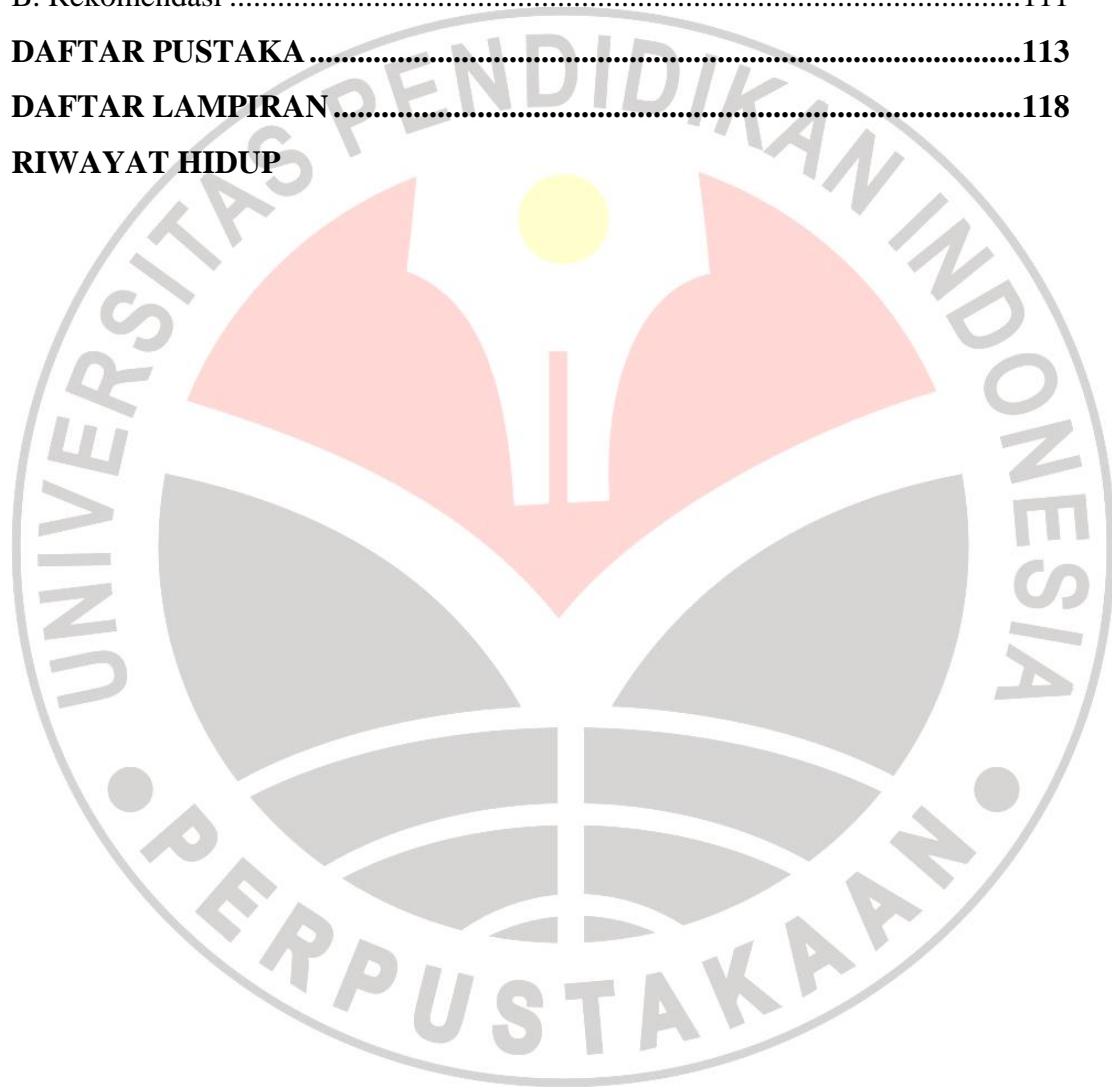 B. Rekomendasi ....................................................................................................111
DAFTAR PUSTAKA ..........................................................................................113
DAFTAR LAMPIRAN .......................................................................................118
RIWAYAT HIDUP
UNIVERSITAS PENDIDIKAN INDONESIA
PERPUSTAKAAN